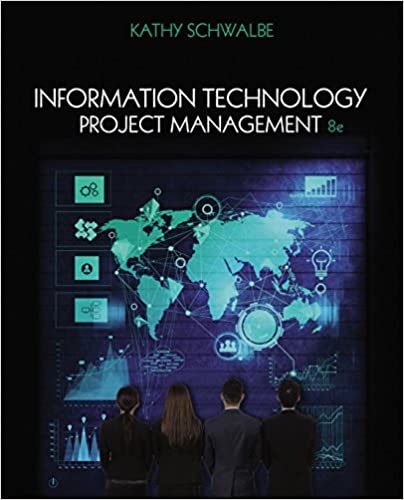 KATHY SCHWALBE
INFORMATION TECHNOLOGY
PROJECT MANAGEMENT 8e